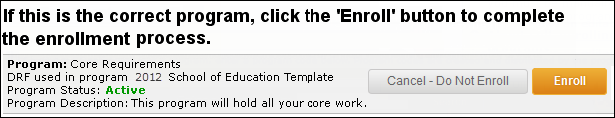 If this is the correct program, click the 'Enroll' button to complete
the enrollment process.
Program: Core Requirements
DRF used in program 2012 School of Education Template
Program Status: Active
Program Description: This program will hold all your core work.
Cancel - Do Not Enroll
Enroll